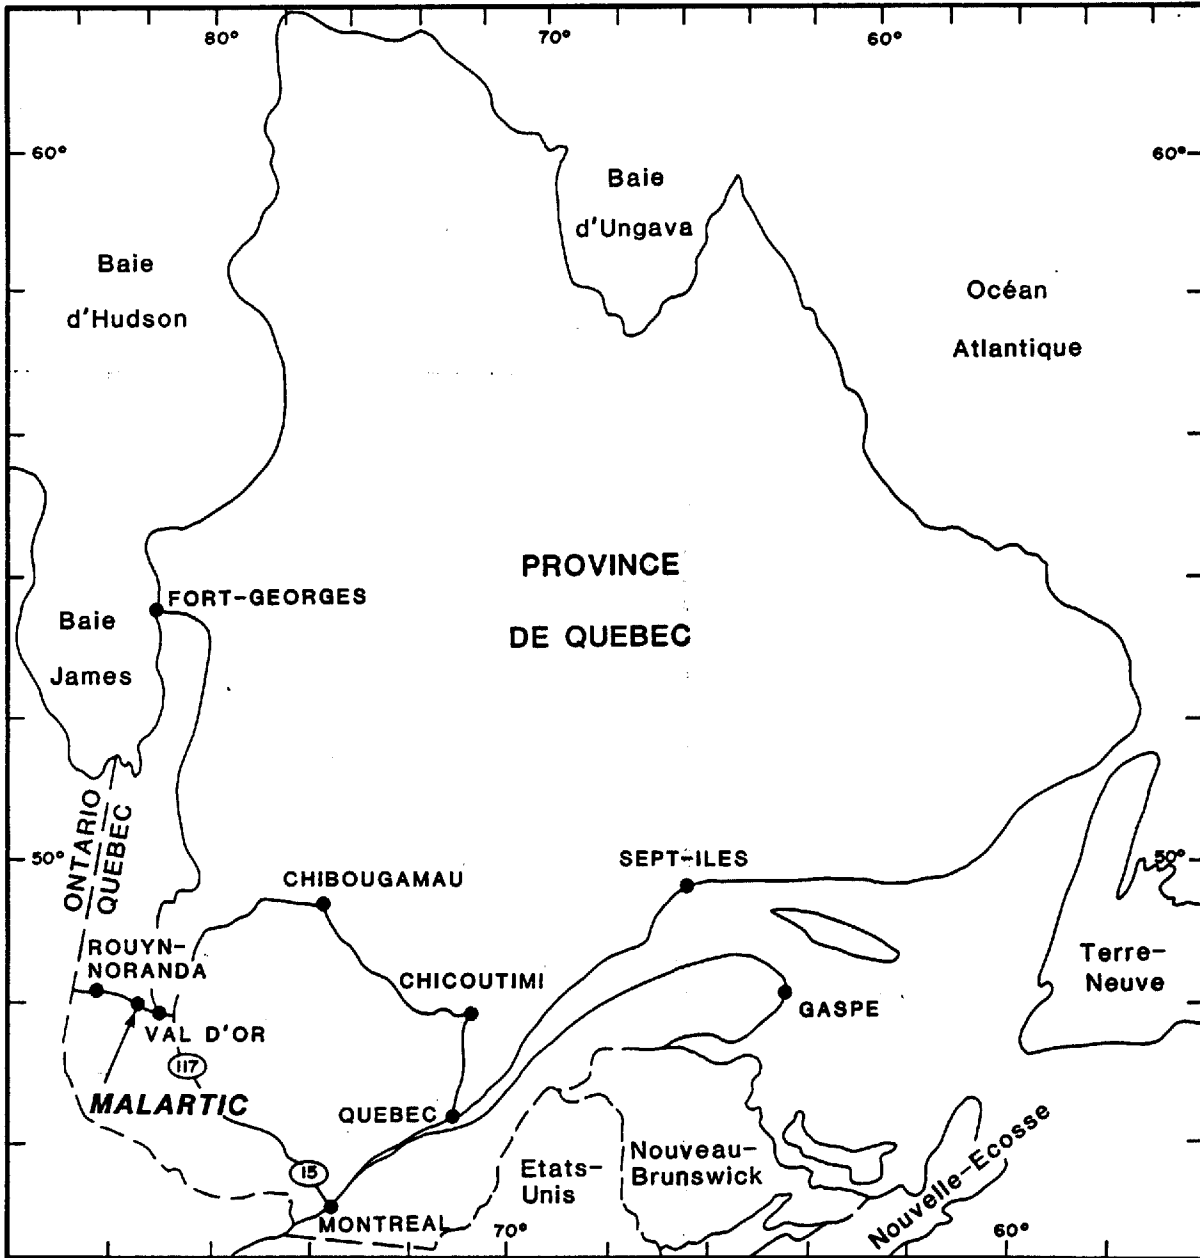 80°
70°
60°
60°
60°
Baie
d'Ungava
Baie
d'Hudson
Océan
Atlantique
PROVINCE
DE QUEBEC
FORT-GEORGES
Baie
James
ONTARIO
QUEBEC
50°
50°
SEPT-ILES
CHIBOUGAMAU
ROUYN-
NORANDA
CHICOUTIMI
Terre-
Neuve
GASPE
VAL D'OR
117
MALARTIC
QUEBEC
Nouveau-
Brunswick
Etats-
Unis
Nouvelle-Ecosse
15
MONTREAL
70°
60°